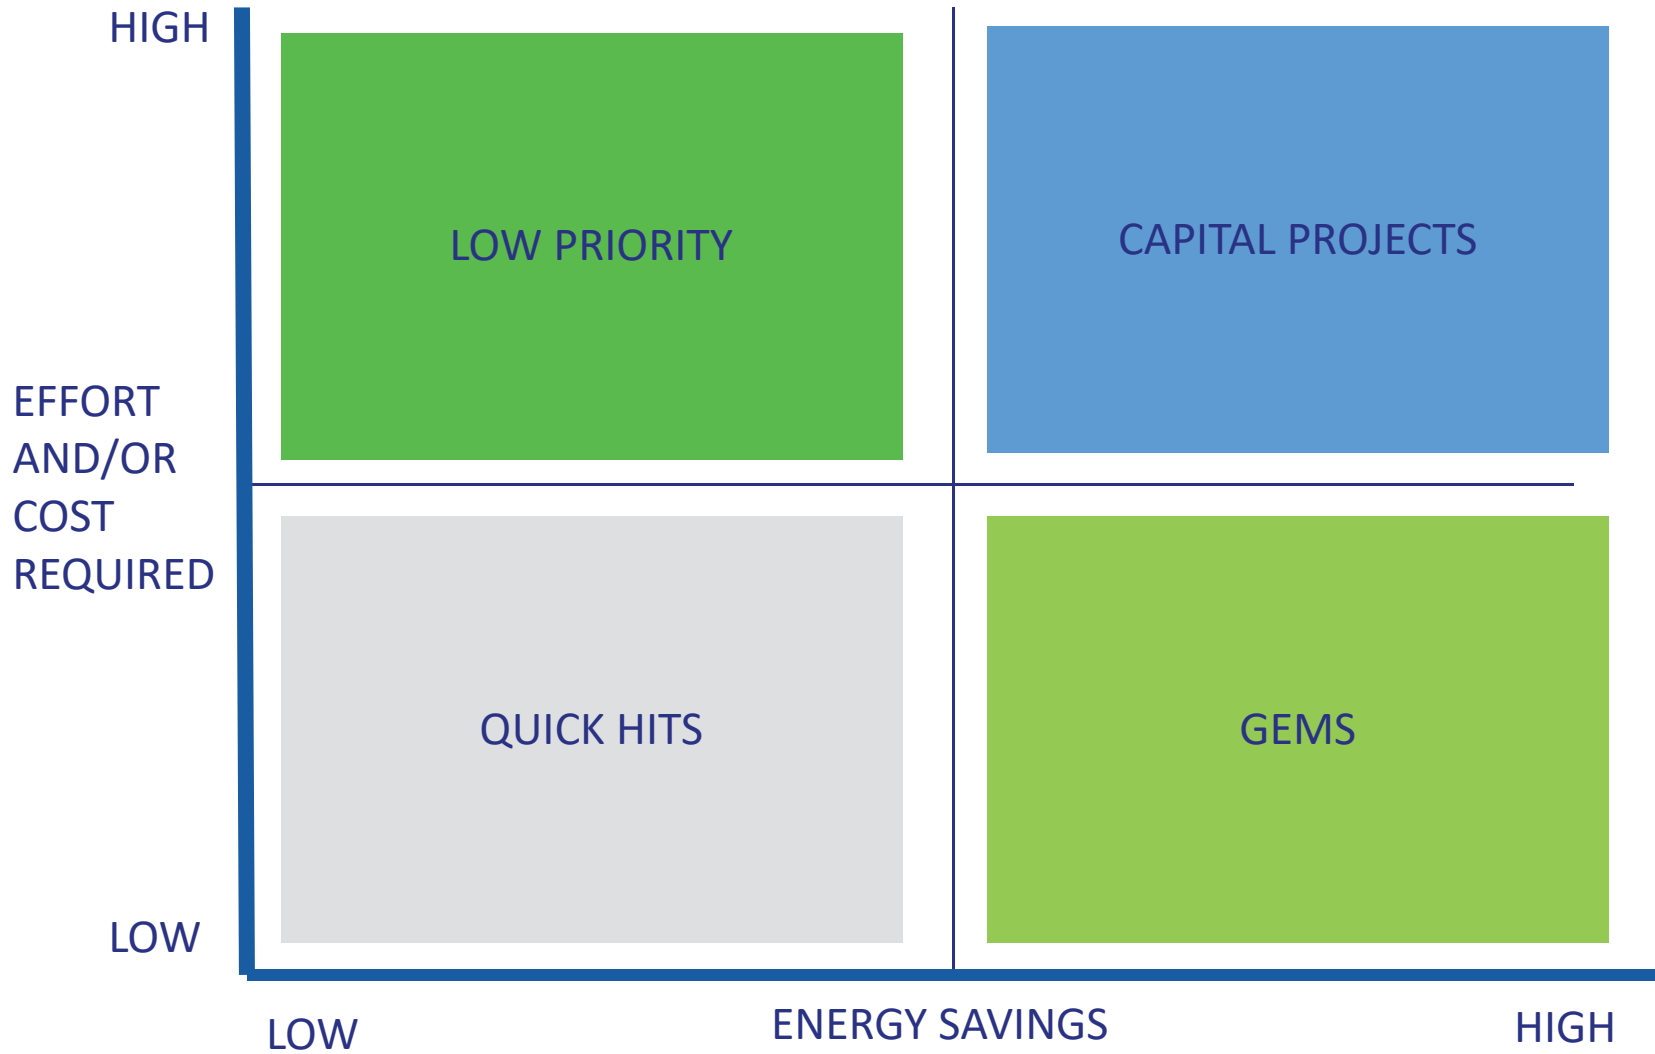 HIGH
LOW PRIORITY
CAPITAL PROJECTS
EFFORT
AND/OR
COST
REQUIRED
QUICK HITS
GEMS
LOW
LOW
ENERGY SAVINGS
HIGH